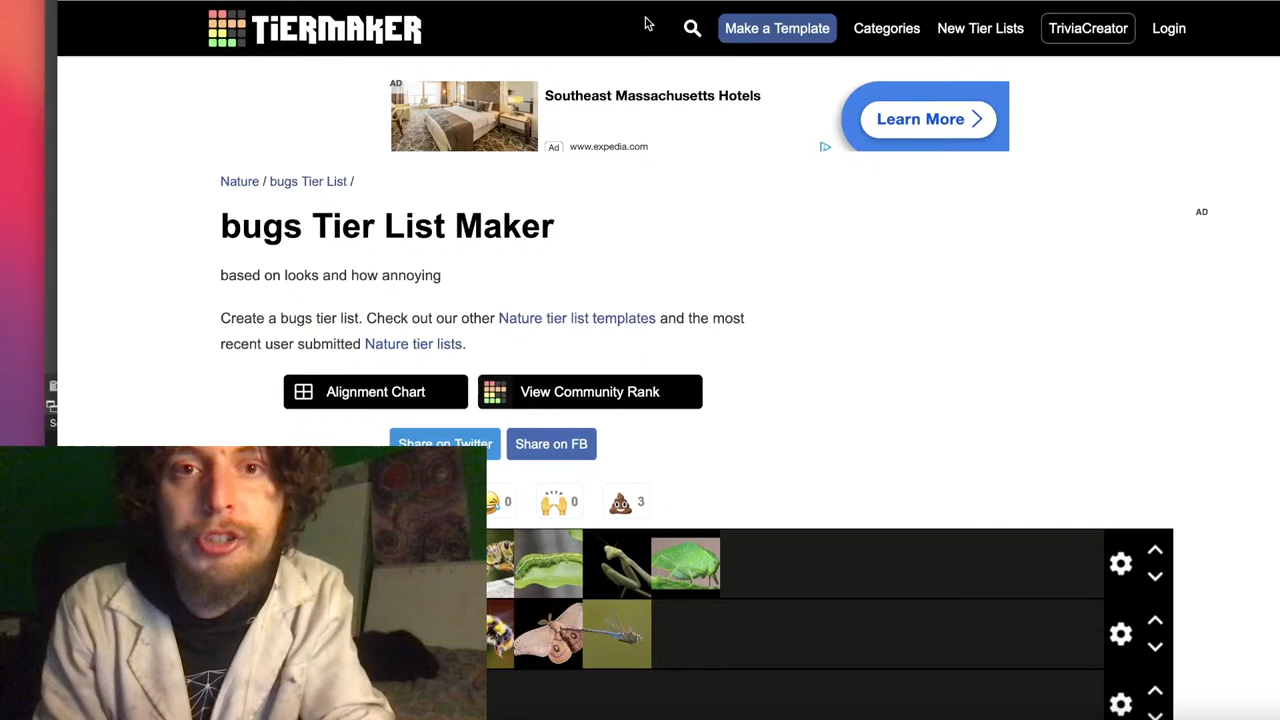 TiERMAKER
Make a Template
Categories
New Tier Lists
TriviaCreator
Login
AD
Southeast Massachusetts Hotels
Ad
www.expedia.com
Learn More
Nature / bugs Tier List /
AD
bugs Tier List Maker
based on looks and how annoying
Create a bugs tier list. Check out our other Nature tier list templates and the most
recent user submitted Nature tier lists.
Alignment Chart
View Community Rank
Share on Twitter
Share on FB
0
0
3